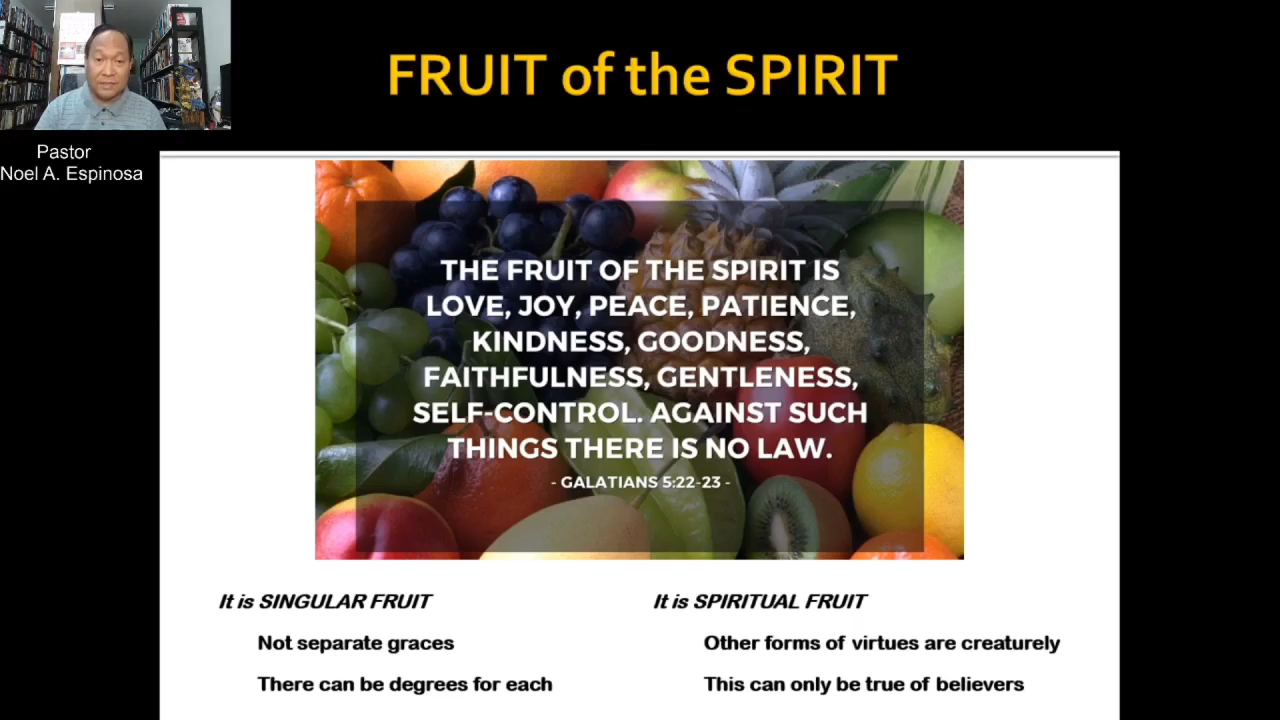 FRUIT of the SPIRIT
Pastor
Noel A. Espinosa
THE FRUIT OF THE SPIRIT IS
LOVE, JOY, PEACE, PATIENCE,
KINDNESS, GOODNESS,
FAITHFULNESS, GENTLENESS,
SELF-CONTROL. AGAINST SUCH
THINGS THERE IS NO LAW.
- GALATIANS 5:22-23 -
It is SINGULAR FRUIT
Not separate graces
There can be degrees for each
It is SPIRITUAL FRUIT
Other forms of virtues are creaturely
This can only be true of believers